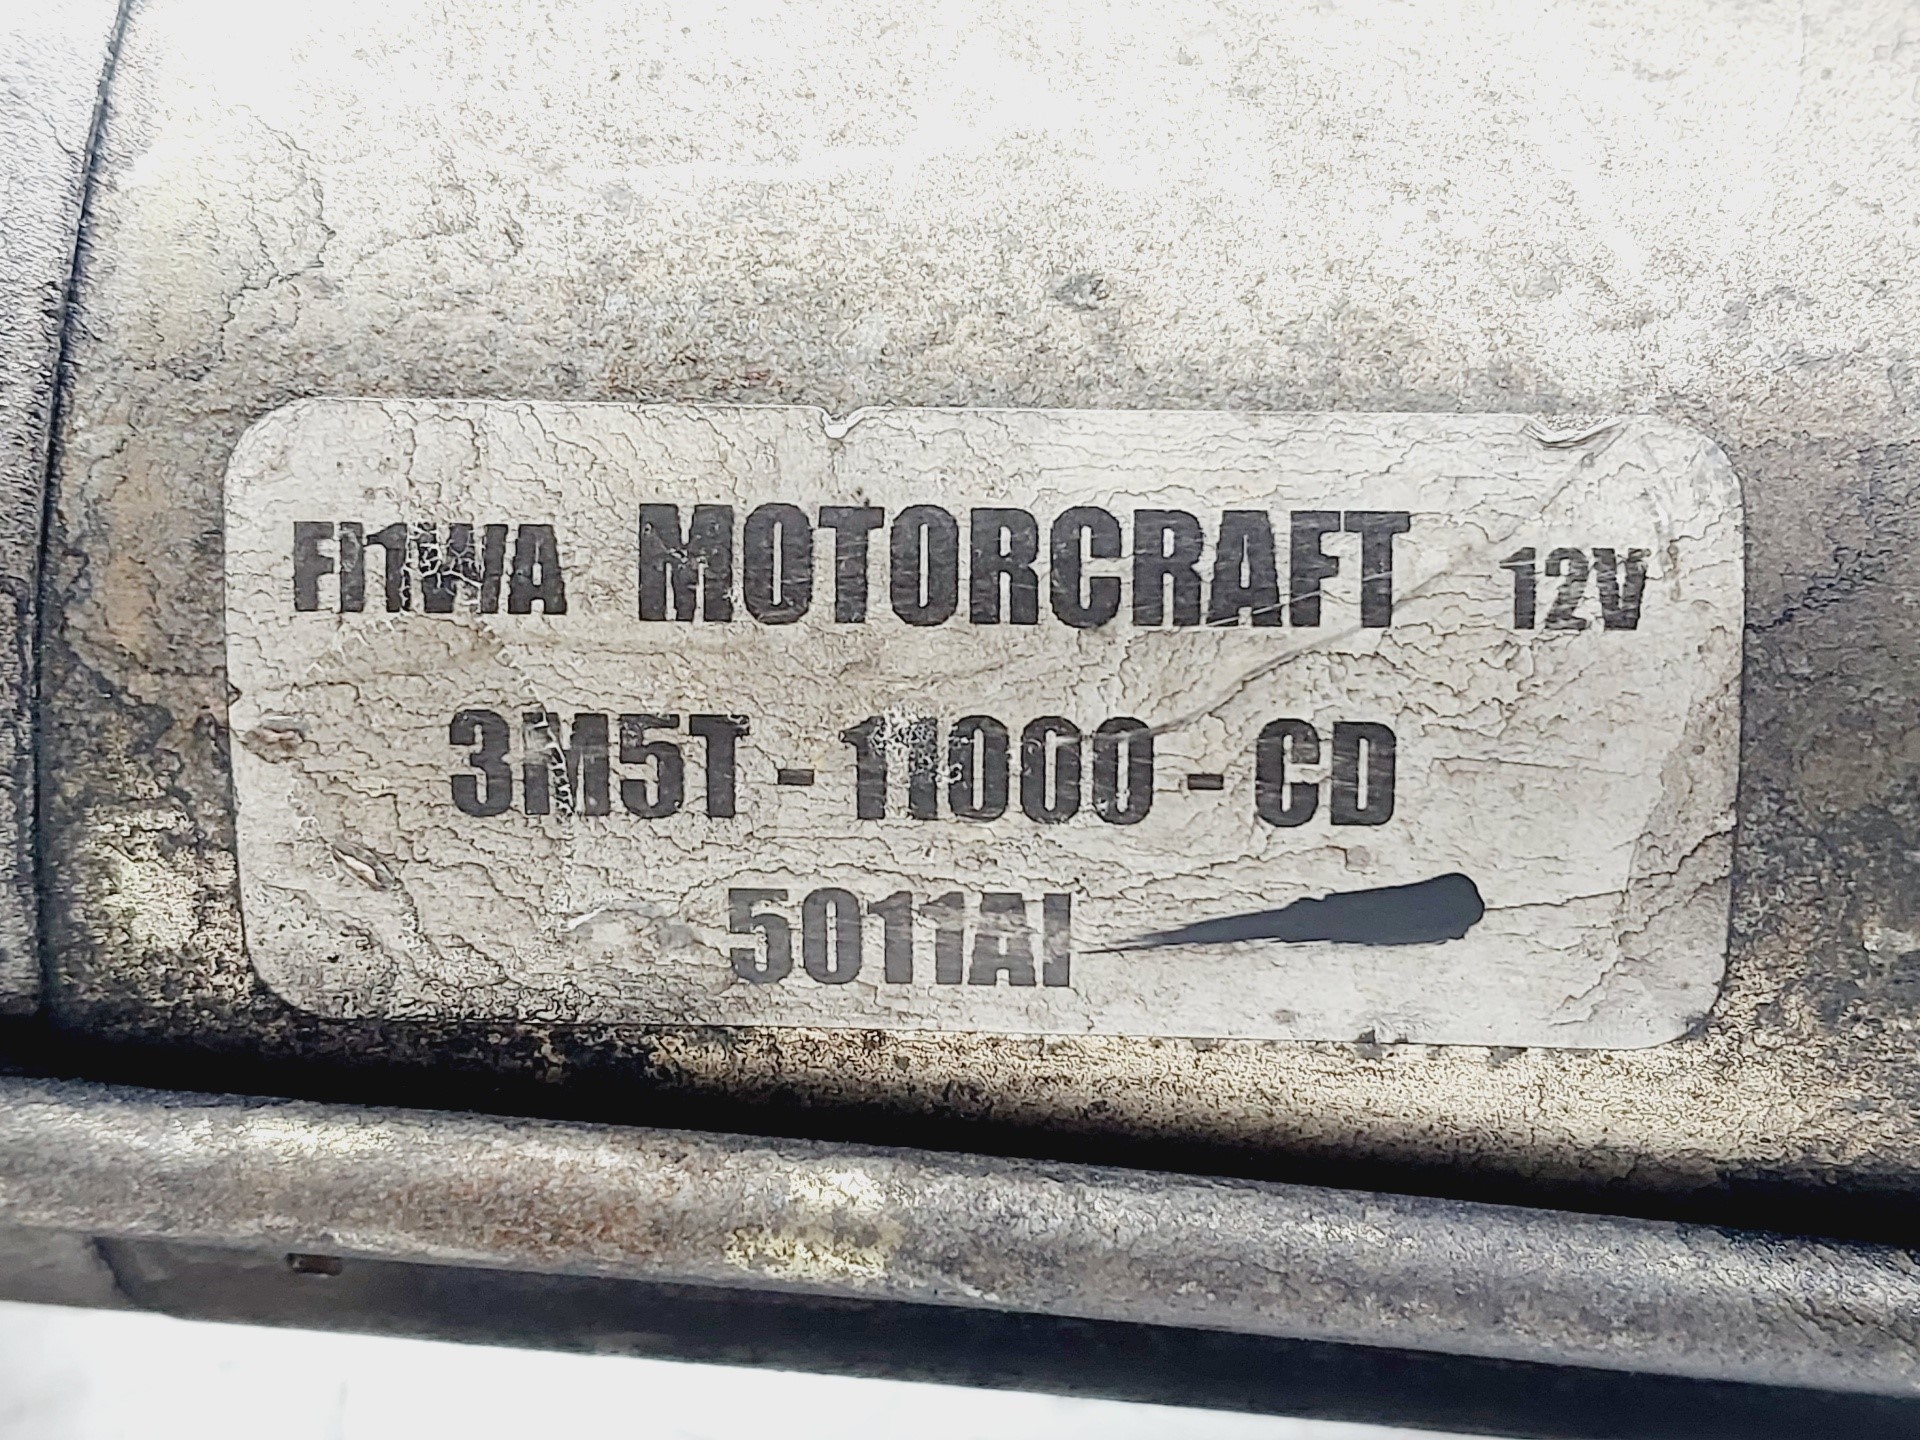 FI1WA MOTORCRAFT 12V
3M5T - 11000 - CD
5011AI